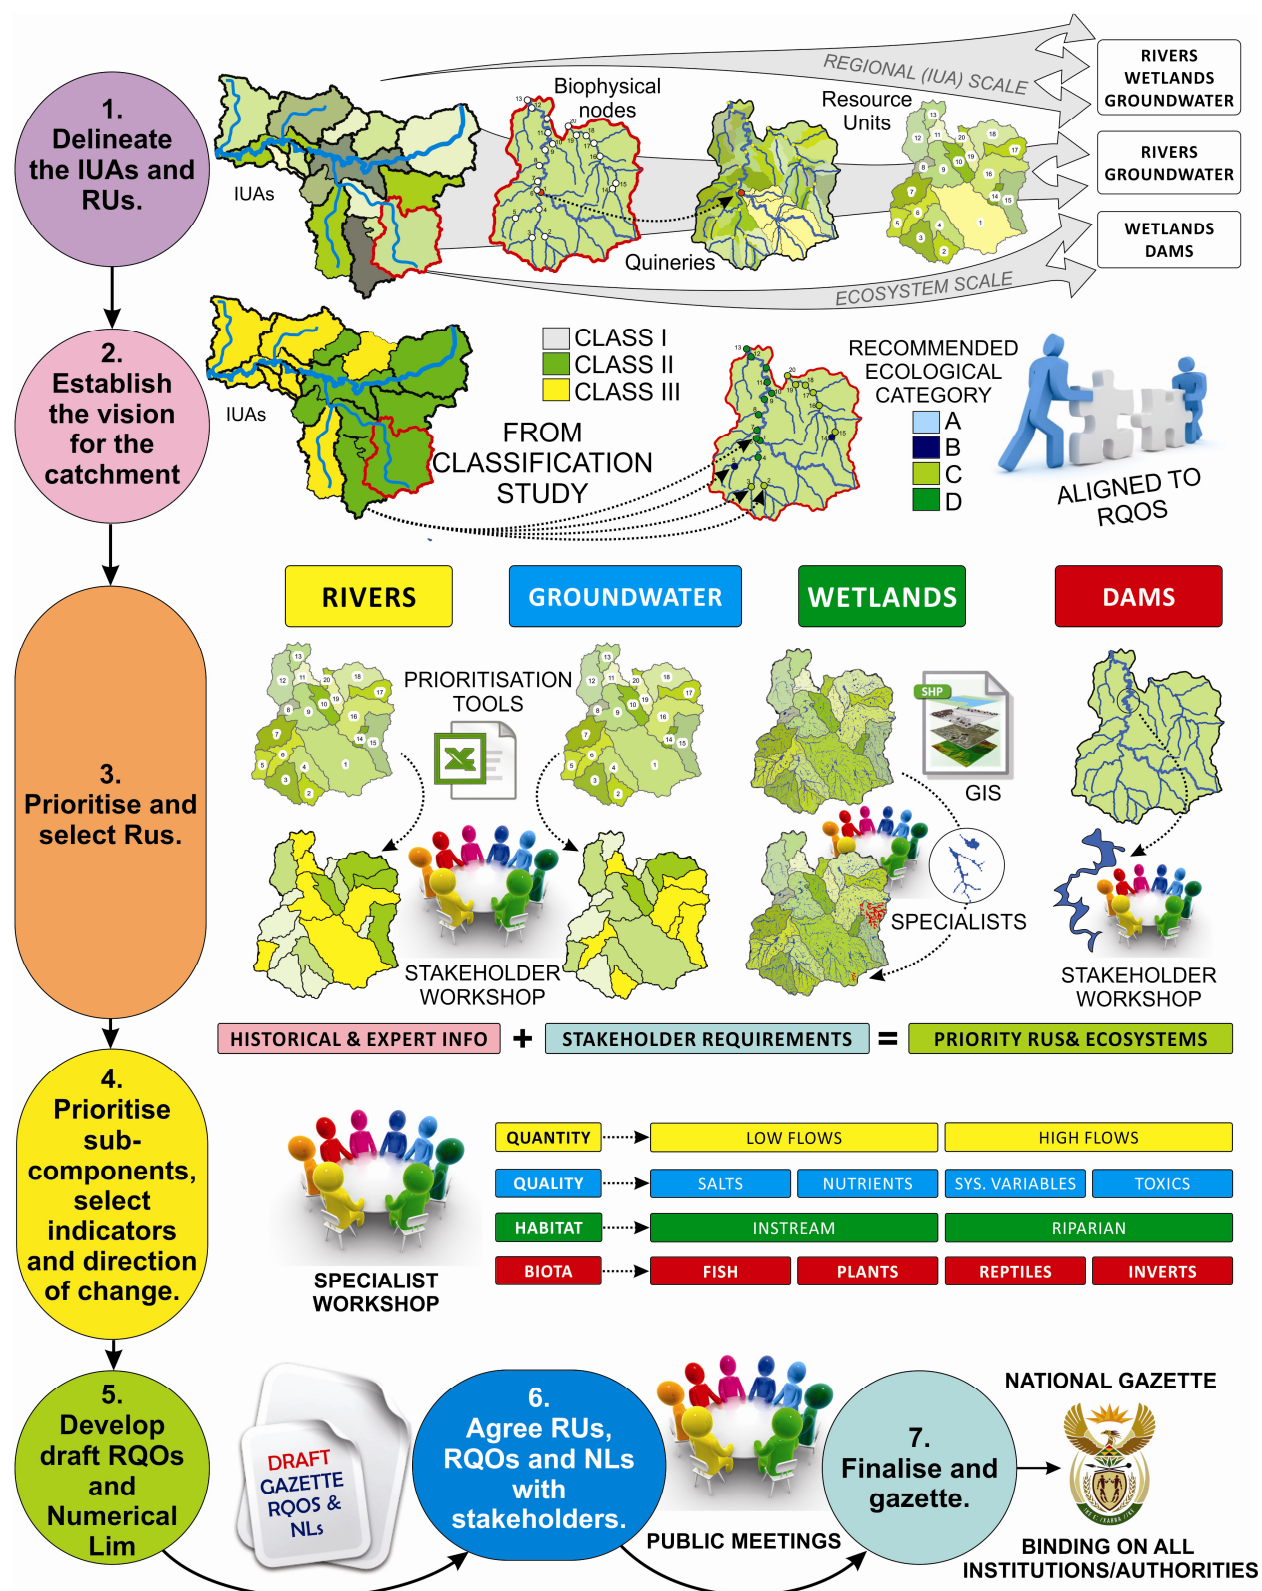 1.
Delineate
the IUAs and
RUs.
IUAs
Biophysical
nodes
Quineries
Resource
Units
REGIONAL (IUA) SCALE
ECOSYSTEM SCALE
RIVERS
WETLANDS
GROUNDWATER
RIVERS
GROUNDWATER
WETLANDS
DAMS
2.
Establish
the vision
for the
catchment
IUAs
CLASS I
CLASS II
CLASS III
FROM
CLASSIFICATION
STUDY
RECOMMENDED
ECOLOGICAL
CATEGORY
A
B
C
D
ALIGNED TO
RQOS
3.
Prioritise and
select Rus.
RIVERS
GROUNDWATER
WETLANDS
DAMS
PRIORITISATION
TOOLS
SHP
GIS
SPECIALISTS
STAKEHOLDER
WORKSHOP
STAKEHOLDER
WORKSHOP
HISTORICAL & EXPERT INFO + STAKEHOLDER REQUIREMENTS = PRIORITY RUS& ECOSYSTEMS
4.
Prioritise
sub-
components,
select
indicators
and direction
of change.
SPECIALIST
WORKSHOP
QUANTITY LOW FLOWS HIGH FLOWS
QUALITY SALTS NUTRIENTS SYS. VARIABLES TOXICS
HABITAT INSTREAM RIPARIAN
BIOTA FISH PLANTS REPTILES INVERTS
5.
Develop
draft RQOs
and
Numerical
Lim
DRAFT
GAZETTE
RQOS &
NLs
6.
Agree RUs,
RQOs and NLs
with
stakeholders.
PUBLIC MEETINGS
7.
Finalise and
gazette.
NATIONAL GAZETTE
BINDING ON ALL
INSTITUTIONS/AUTHORITIES